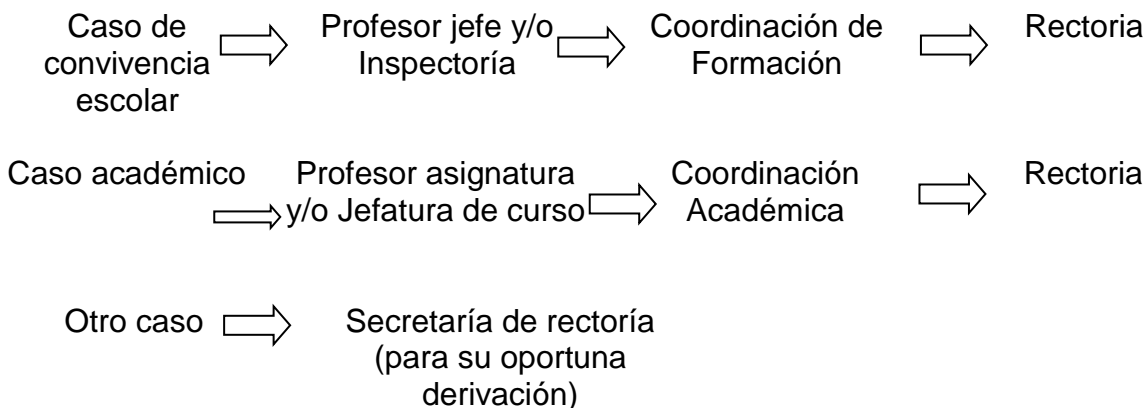 Caso de convivencia escolar
Profesor jefe y/o Inspectoría
Coordinación de Formación
Rectoria
Caso académico
Profesor asignatura y/o Jefatura de curso
Coordinación Académica
Rectoria
Otro caso
Secretaría de rectoría (para su oportuna derivación)